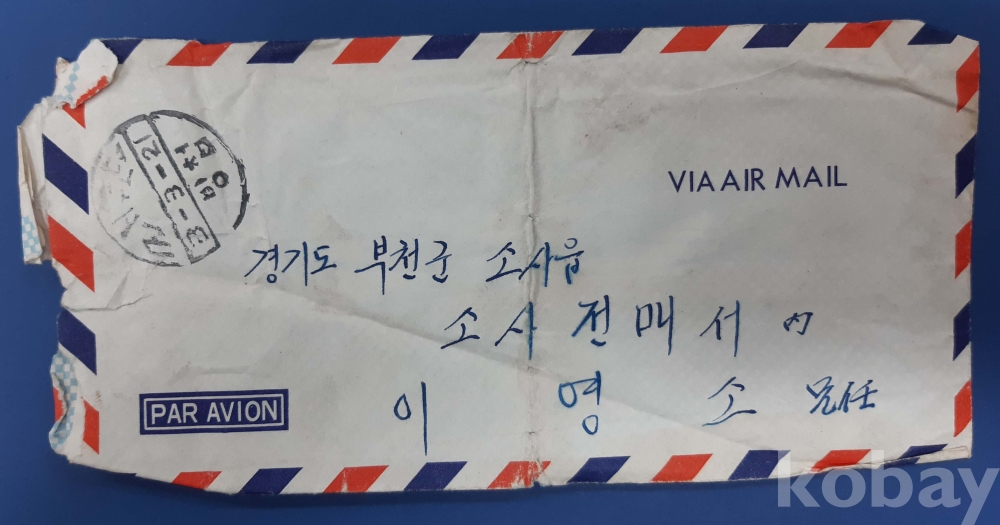 VIA AIR MAIL
경기도 부천군 소사읍
소사 전매서 內
이 영 소 兄任
PAR AVION
kobay